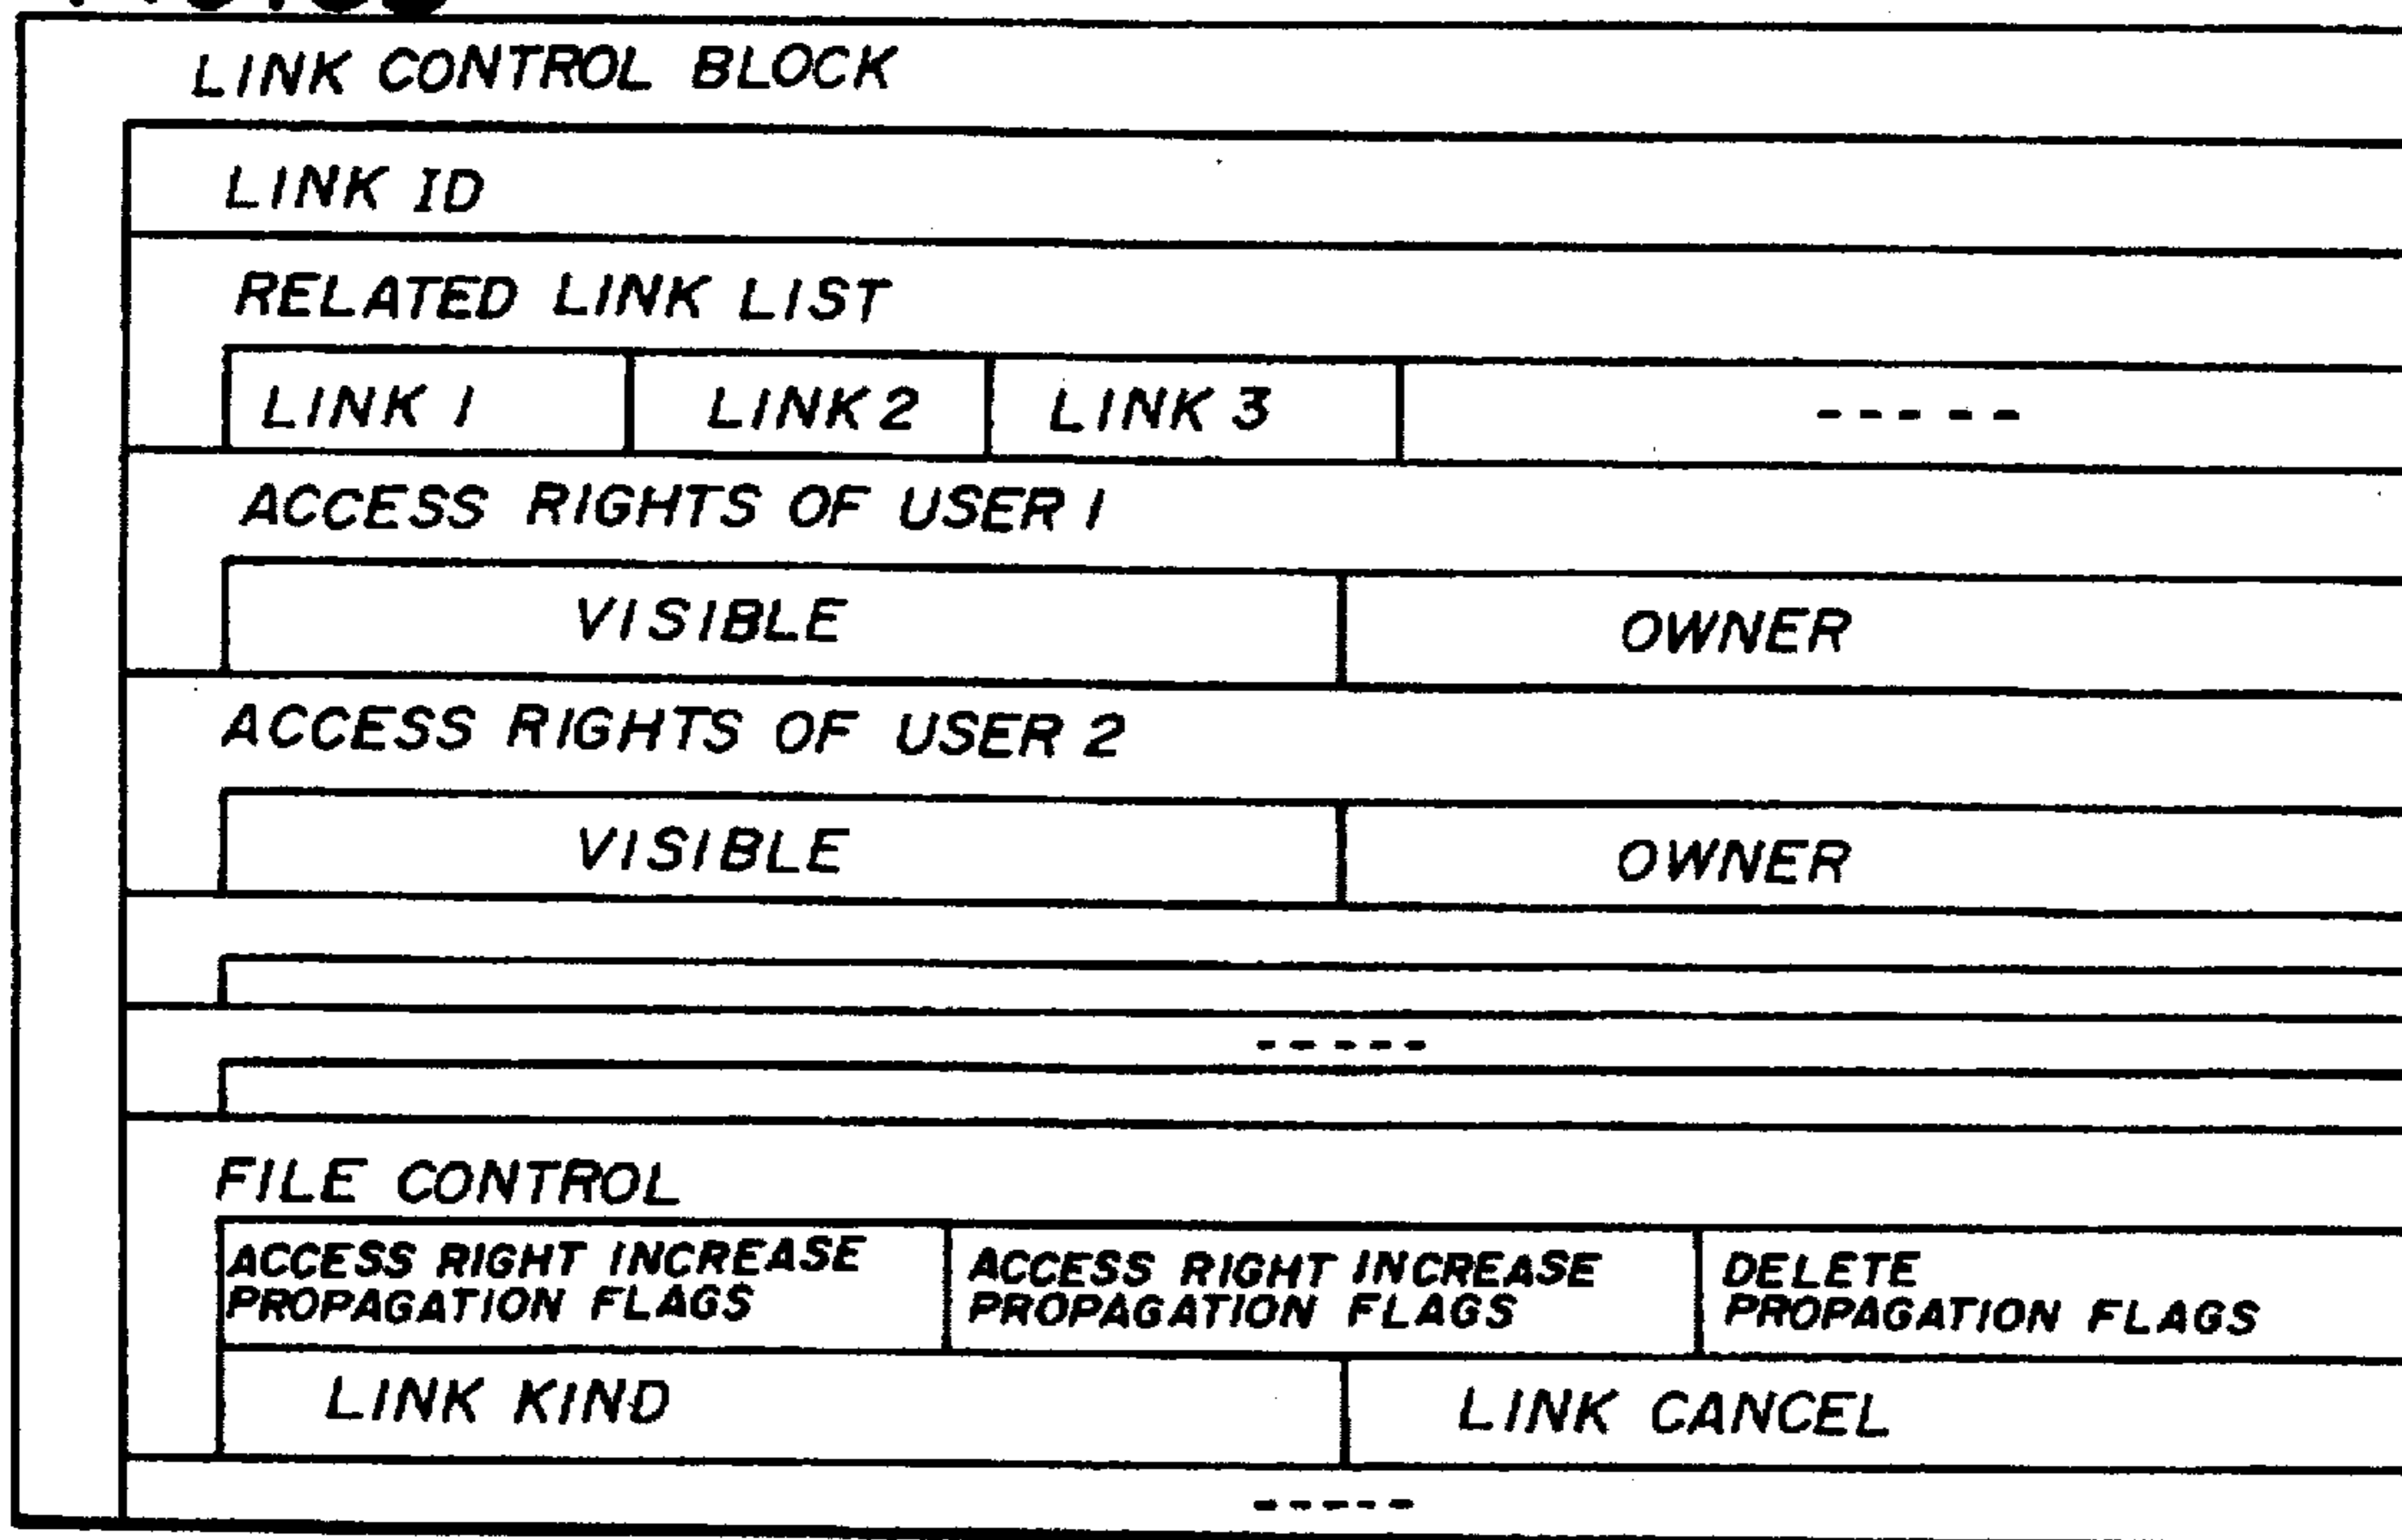 LINK CONTROL BLOCK
LINK ID
RELATED LINK LIST
LINK 1 LINK 2 LINK 3 -----
ACCESS RIGHTS OF USER 1
VISIBLE OWNER
ACCESS RIGHTS OF USER 2
VISIBLE OWNER
-----
FILE CONTROL
ACCESS RIGHT INCREASE
PROPAGATION FLAGS
ACCESS RIGHT INCREASE
PROPAGATION FLAGS
DELETE
PROPAGATION FLAGS
LINK KIND LINK CANCEL
-----